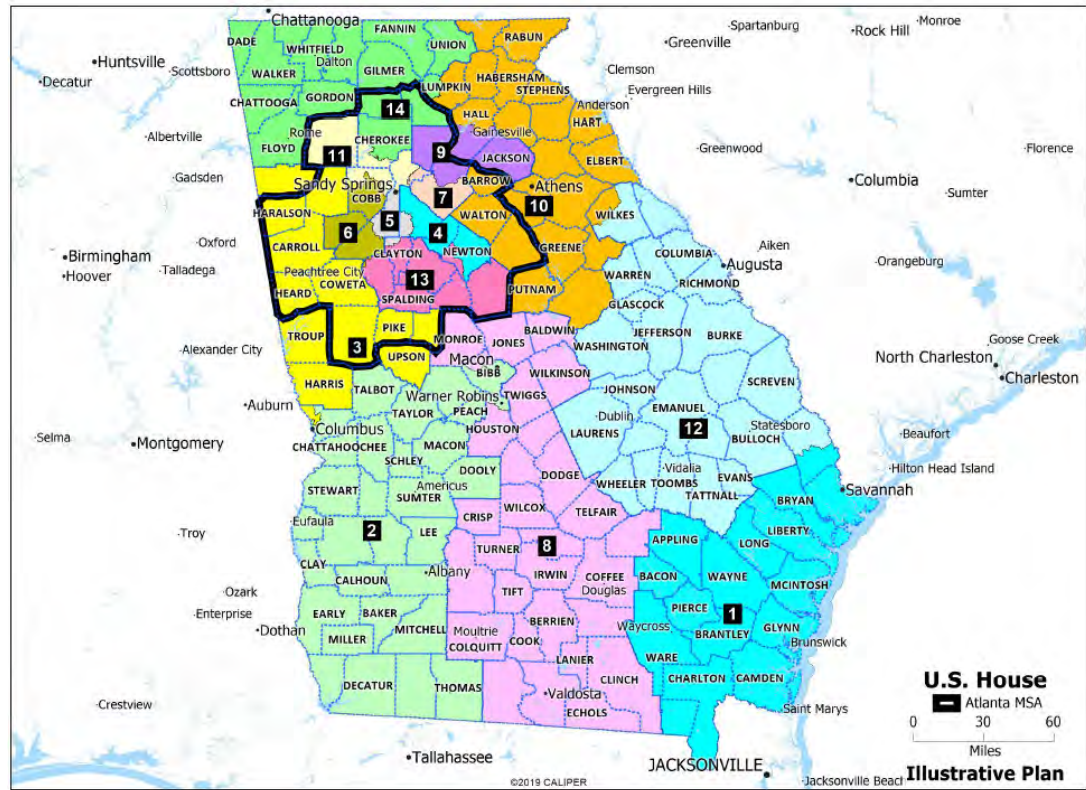 Chattanooga
Spartanburg
Rock Hill
Monroe
FANNIN
RABUN
DADE
WHITFIELD
UNION
Greenville
Huntsville
Dalton
Scottsboro
Decatur
WALKER
GILMER
HABERSHAM
Clemson
LUMPKIN
STEPHENS
Evergreen Hills
CHATTOOGA
GORDON
14
Anderson
HALL
HART
Albertville
Rome
CHEROKEE
Gainesville
FLOYD
11
9
JACKSON
Greenwood
Florence
ELBERT
Gadsden
Sandy Springs
BARROW
Athens
Columbia
COBB
7
10
Sumter
HARALSON
5
WALTON
WILKES
Oxford
6
4
GREENE
Birmingham
CARROLL
CLAYTON
NEWTON
COLUMBIA
Aiken
Hoover
Talladega
Augusta
Orangeburg
Peachtree City
13
WARREN
COWETA
RICHMOND
HEARD
SPALDING
PUTNAM
GLASCOCK
BALDWIN
TROUP
PIKE
MONROE
JONES
WASHINGTON
JEFFERSON
BURKE
Goose Creek
Alexander City
3
UPSON
Macon
BIBB
WILKINSON
North Charleston
Charleston
HARRIS
TALBOT
Warner Robins
TWIGGS
JOHNSON
SCREVEN
Auburn
TAYLOR
PEACH
EMANUEL
Selma
Montgomery
Columbus
HOUSTON
Dublin
12
Statesboro
Beaufort
CHATTAHOOCHEE
MACON
LAURENS
BULLOCH
SCHLEY
Hilton Head Island
DOOLY
DODGE
Vidalia
EVANS
STEWART
Americus
WHEELER
TOOMBS
Savannah
SUMTER
TATTNALL
BRYAN
Eufaula
WILCOX
TELFAIR
CRISP
LIBERTY
Troy
2
LEE
APPLING
LONG
TURNER
8
CLAY
CALHOUN
Albany
IRWIN
COFFEE
BACON
WAYNE
MCINTOSH
Ozark
TIFT
Douglas
Enterprise
EARLY
BAKER
PIERCE
1
Dothan
BERRIEN
GLYNN
MILLER
MITCHELL
Moultrie
Waycross
BRANTLEY
Brunswick
COLQUITT
COOK
WARE
LANIER
CLINCH
CHARLTON
CAMDEN
DECATUR
THOMAS
Valdosta
Crestview
ECHOLS
Saint Marys
Tallahassee
JACKSONVILLE
Jacksonville Beach
©2019 CALIPER
U.S. House
Atlanta MSA
0 30 60
Miles
Illustrative Plan